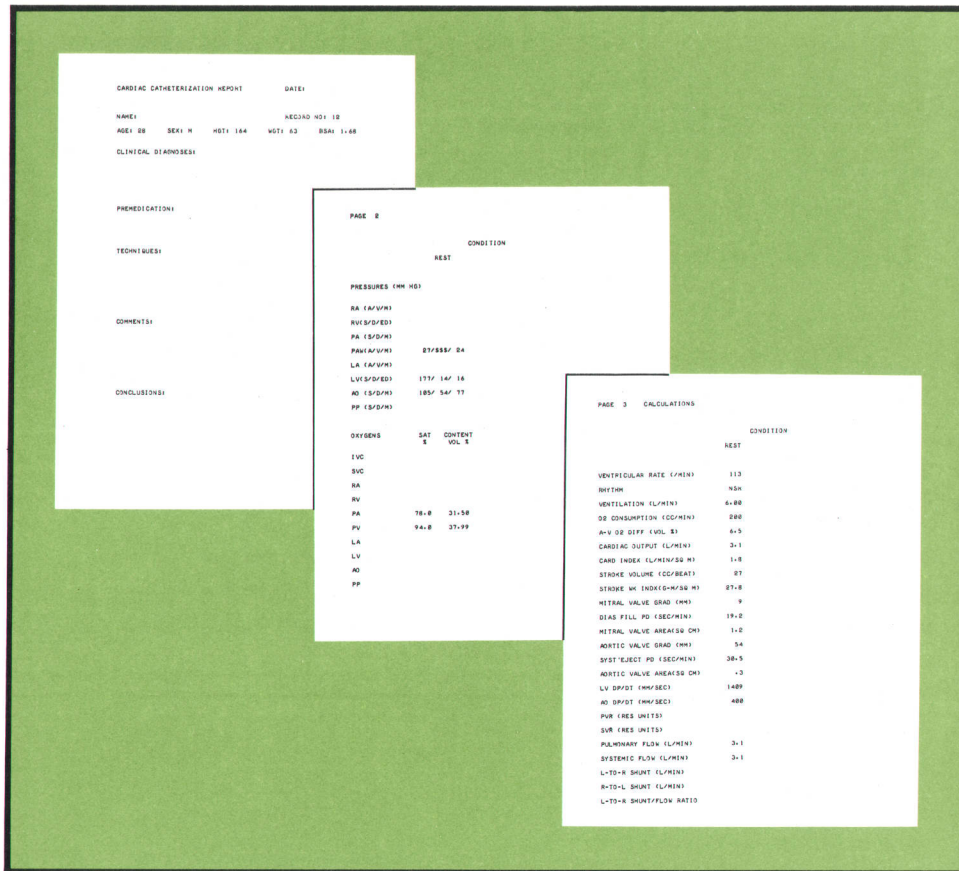 CARDIAC CATHETERIZATION REPORT DATE:
NAME: RECORD NO: 12
AGE: 28 SEX: M HGT: 164 WGT: 63 BSA: 1.68
CLINICAL DIAGNOSES:
PREMEDICATION:
TECHNIQUES:
COMMENTS:
CONCLUSIONS:
PAGE 2
CONDITION
REST
PRESSURES (MM HG)
RA (A/V/M)
RV(S/D/ED)
PA (S/D/M)
PAW(A/V/M) 27/$$$/ 24
LA (A/V/M)
LV(S/D/ED) 177/ 14/ 16
AO (S/D/M) 105/ 54/ 77
PP (S/D/M)
OXYGENS SAT CONTENT
% VOL %
IVC
SVC
RA
RV
PA 78.0 31.50
PV 94.0 37.99
LA
LV
AO
PP
PAGE 3 CALCULATIONS
CONDITION
REST
VENTRICULAR RATE (/MIN) 113
RHYTHM NSR
VENTILATION (L/MIN) 6.00
O2 CONSUMPTION (CC/MIN) 200
A-V O2 DIFF (VOL %) 6.5
CARDIAC OUTPUT (L/MIN) 3.1
CARD INDEX (L/MIN/SQ M) 1.8
STROKE VOLUME (CC/BEAT) 27
STROKE WK INDX(G-M/SQ M) 27.8
MITRAL VALVE GRAD (MM) 9
DIAS FILL PD (SEC/MIN) 19.2
MITRAL VALVE AREA(SQ CM) 1.2
AORTIC VALVE GRAD (MM) 54
SYST'EJECT PD (SEC/MIN) 30.5
AORTIC VALVE AREA(SQ CM) .3
LV DP/DT (MM/SEC) 1409
AO DP/DT (MM/SEC) 400
PVR (RES UNITS)
SVR (RES UNITS)
PULMONARY FLOW (L/MIN) 3.1
SYSTEMIC FLOW (L/MIN) 3.1
L-TO-R SHUNT (L/MIN)
R-TO-L SHUNT (L/MIN)
L-TO-R SHUNT/FLOW RATIO